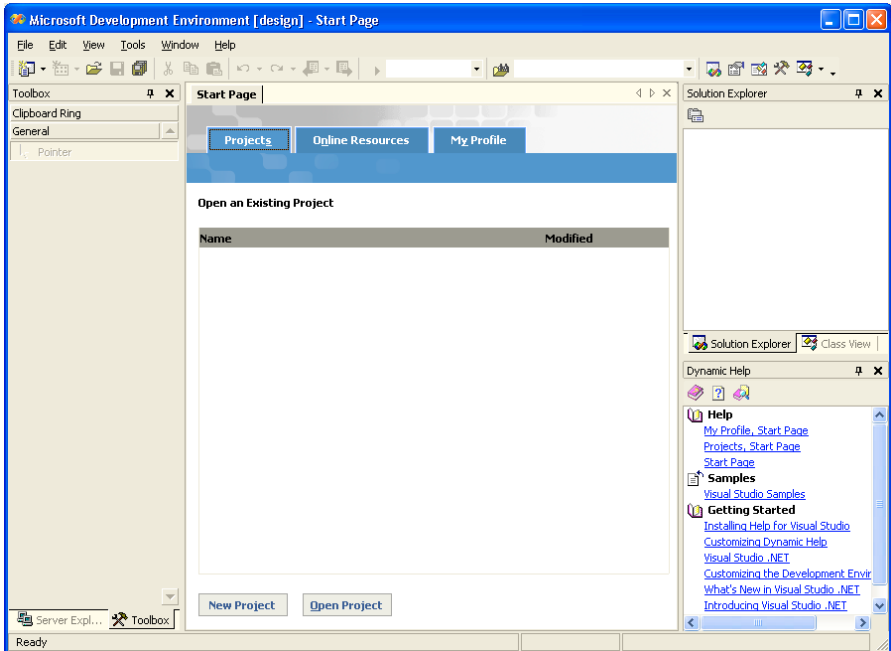 Microsoft Development Environment [design] - Start Page
File Edit View Tools Window Help
Toolbox
Clipboard Ring
General
Pointer
Server Expl... Toolbox
Start Page
Projects Online Resources My Profile
Open an Existing Project
Name Modified
New Project Open Project
Solution Explorer
Solution Explorer Class View
Dynamic Help
Help
My Profile, Start Page
Projects, Start Page
Start Page
Samples
Visual Studio Samples
Getting Started
Installing Help for Visual Studio
Customizing Dynamic Help
Visual Studio .NET
Customizing the Development Envir
What's New in Visual Studio .NET
Introducing Visual Studio .NET
Ready